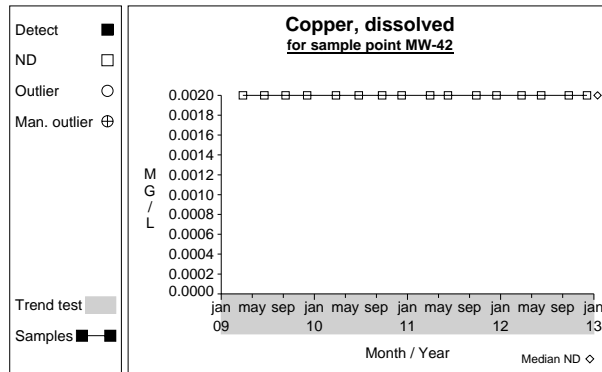 Detect
ND
Outlier
Man. outlier
Trend test
Samples
Copper, dissolved
for sample point MW-42
M
G
/
L
0.0020
0.0018
0.0016
0.0014
0.0012
0.0010
0.0008
0.0006
0.0004
0.0002
0.0000
jan may sep jan may sep jan may sep jan may sep jan
09 10 11 12 13
Month / Year
Median ND